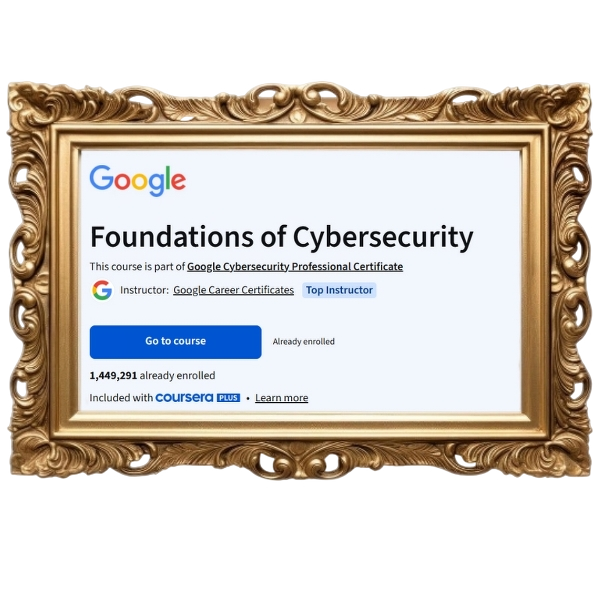 Google
Foundations of Cybersecurity
This course is part of Google Cybersecurity Professional Certificate
G Instructor: Google Career Certificates Top Instructor
Go to course Already enrolled
1,449,291 already enrolled
Included with coursera PLUS • Learn more